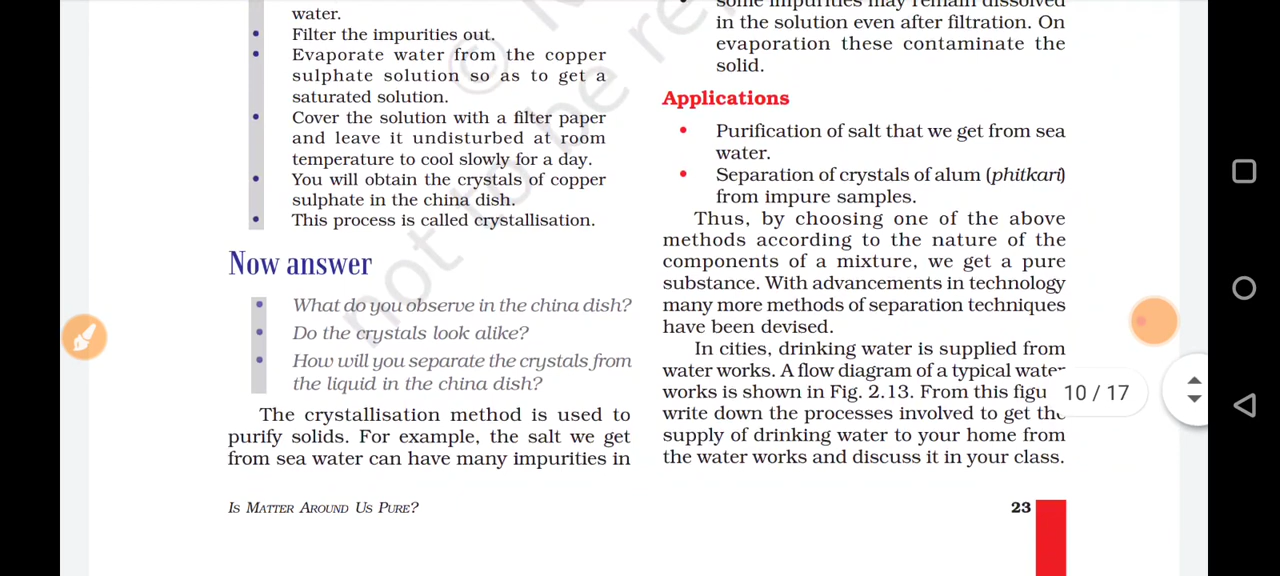 water.
• Filter the impurities out.
• Evaporate water from the copper
sulphate solution so as to get a
saturated solution.
• Cover the solution with a filter paper
and leave it undisturbed at room
temperature to cool slowly for a day.
• You will obtain the crystals of copper
sulphate in the china dish.
• This process is called crystallisation.
Now answer
• What do you observe in the china dish?
• Do the crystals look alike?
• How will you separate the crystals from
the liquid in the china dish?
The crystallisation method is used to
purify solids. For example, the salt we get
from sea water can have many impurities in
some impurities may remain dissolved
in the solution even after filtration. On
evaporation these contaminate the
solid.
Applications
• Purification of salt that we get from sea
water.
• Separation of crystals of alum (phitkari)
from impure samples.
Thus, by choosing one of the above
methods according to the nature of the
components of a mixture, we get a pure
substance. With advancements in technology
many more methods of separation techniques
have been devised.
In cities, drinking water is supplied from
water works. A flow diagram of a typical water
works is shown in Fig. 2.13. From this figu
write down the processes involved to get the
supply of drinking water to your home from
the water works and discuss it in your class.
10 / 17
IS MATTER AROUND US PURE?
23
not to be re